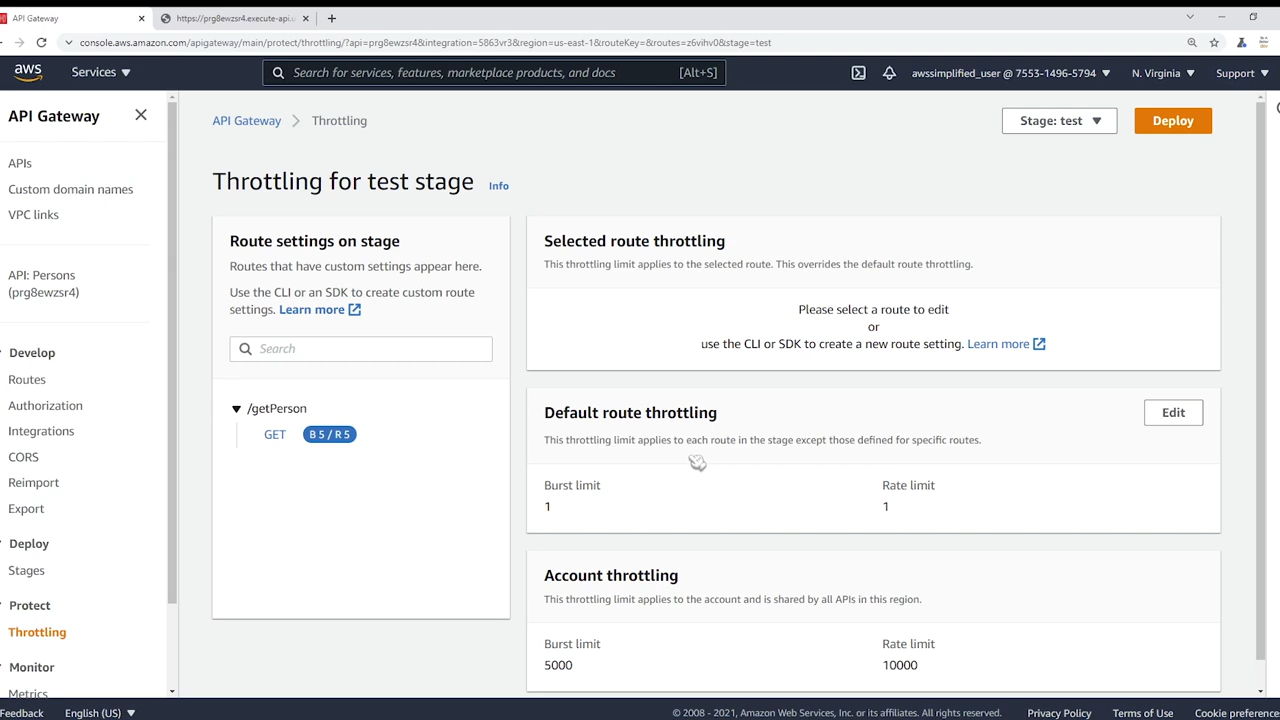 API Gateway
https://prg8ewzsr4.execute-api.u
console.aws.amazon.com/apigateway/main/protect/throttling/?api=prg8ewzsr4&integration=5863vr3&region=us-east-1&routeKey=&routes=z6vihv0&stage=test
aws
Services
Search for services, features, marketplace products, and docs
[Alt+S]
awssimplified_user @ 7553-1496-5794
N. Virginia
Support
API Gateway
APIs
Custom domain names
VPC links
API: Persons
(prg8ewzsr4)
Develop
Routes
Authorization
Integrations
CORS
Reimport
Export
Deploy
Stages
Protect
Throttling
Monitor
Metrics
API Gateway
Throttling
Stage: test
Deploy
Throttling for test stage
Info
Route settings on stage
Routes that have custom settings appear here.
Use the CLI or an SDK to create custom route
settings. Learn more
Search
/getPerson
GET
B 5 / R 5
Selected route throttling
This throttling limit applies to the selected route. This overrides the default route throttling.
Please select a route to edit
or
use the CLI or SDK to create a new route setting. Learn more
Default route throttling
Edit
This throttling limit applies to each route in the stage except those defined for specific routes.
Burst limit
Rate limit
1
1
Account throttling
This throttling limit applies to the account and is shared by all APIs in this region.
Burst limit
Rate limit
5000
10000
Feedback
English (US)
© 2008 - 2021, Amazon Web Services, Inc. or its affiliates. All rights reserved.
Privacy Policy
Terms of Use
Cookie preference